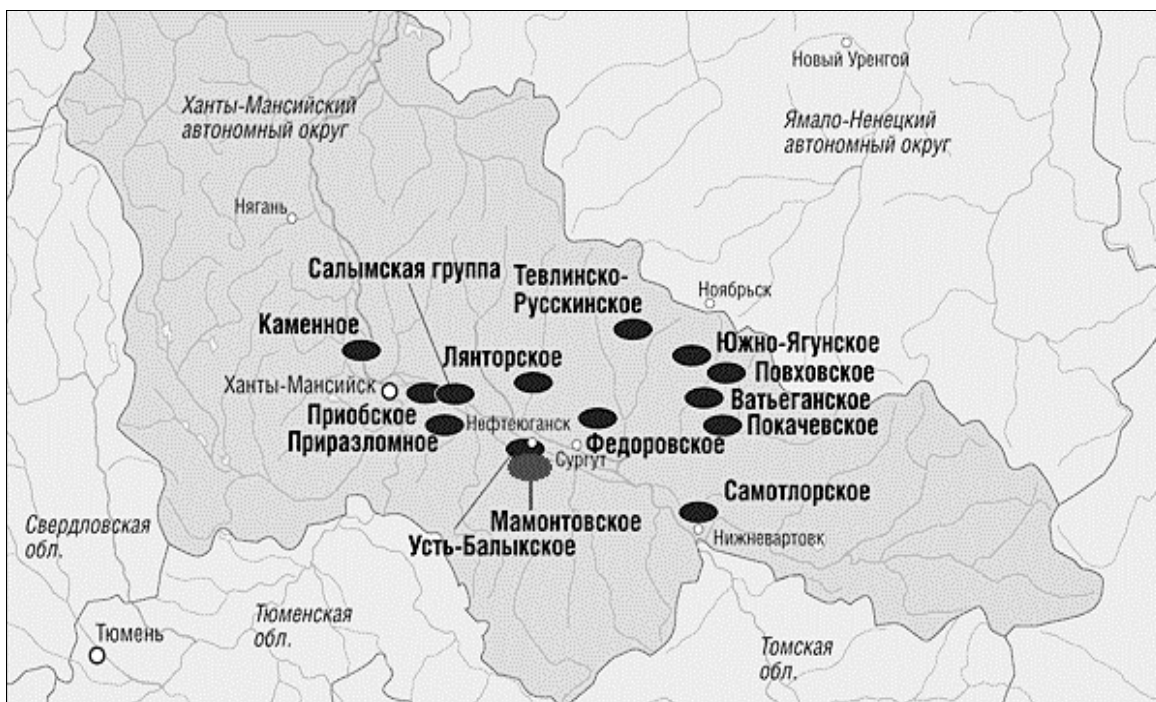 Новый Уренгой
Ханты-Мансийский
автономный округ
Ямало-Ненецкий
автономный округ
Нягань
Салымская группа
Тевлинско-
Русскинское
Ноябрьск
Каменное
Лянторское
Южно-Ягунское
Повховское
Ханты-Мансийск
Ватьеганское
Приобское
Нефтеюганск
Покачевское
Приразломное
Федоровское
Сургут
Самотлорское
Мамонтовское
Усть-Балыкское
Нижневартовк
Свердловская
обл.
Тюменская
обл.
Тюмень
Томская
обл.